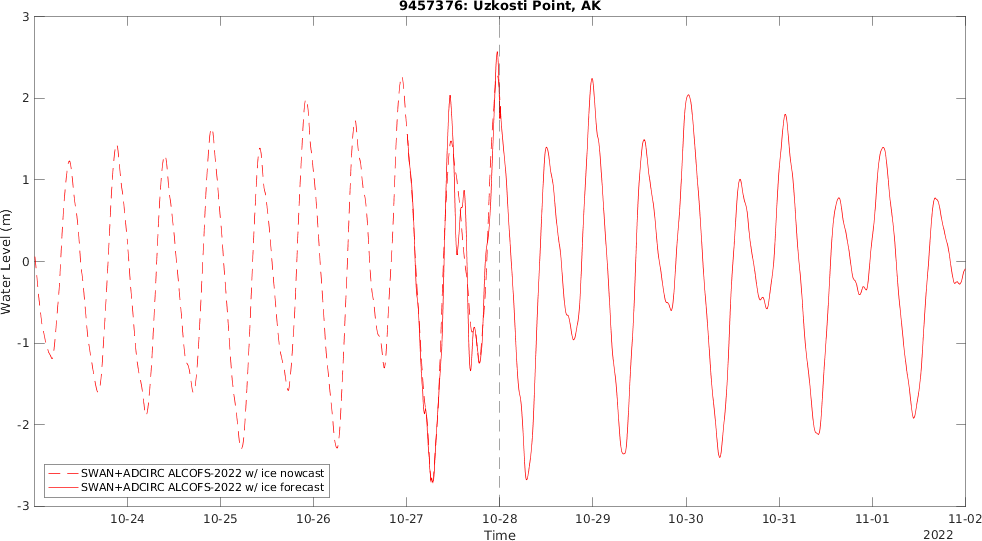 9457376: Uzkosti Point, AK
3
2
1
0
-1
-2
-3
Water Level (m)
SWAN+ADCIRC ALCOFS-2022 w/ ice nowcast
SWAN+ADCIRC ALCOFS-2022 w/ ice forecast
10-24 10-25 10-26 10-27 10-28 10-29 10-30 10-31 11-01 11-02
Time
2022